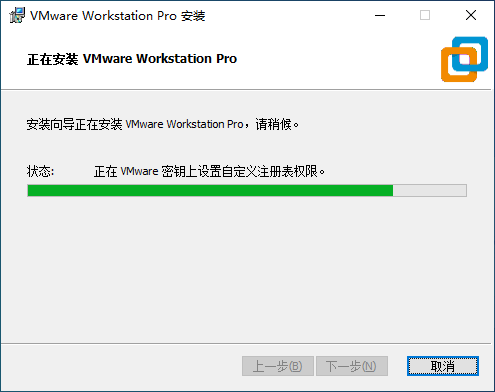 VMware Workstation Pro 安装
正在安装 VMware Workstation Pro
安装向导正在安装 VMware Workstation Pro，请稍候。
状态: 正在 VMware 密钥上设置自定义注册表权限。
上一步(B) 下一步(N) 取消